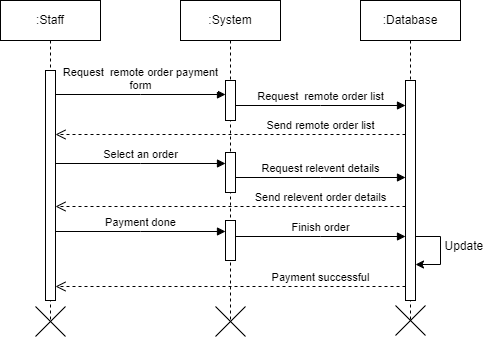 :Staff
:System
:Database
Request remote order payment
form
Request remote order list
Send remote order list
Select an order
Request relevent details
Send relevent order details
Payment done
Finish order
Update
Payment successful